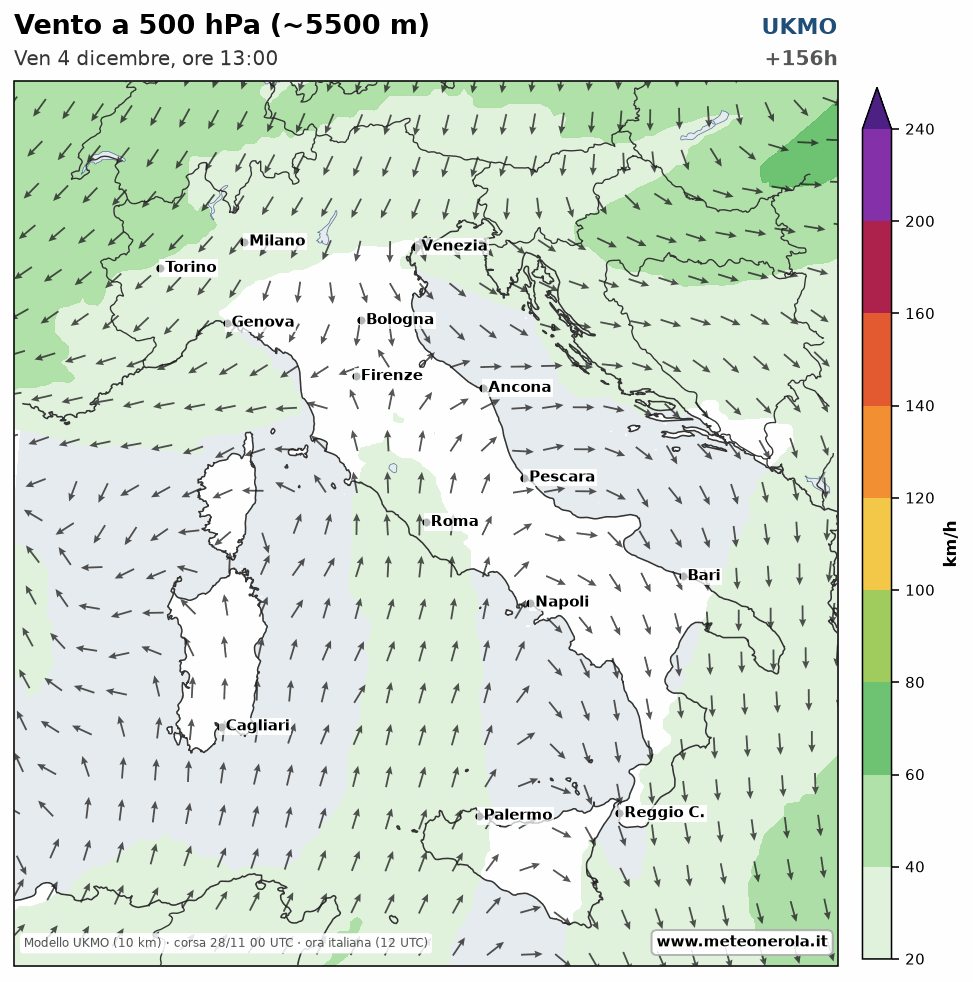 Vento a 500 hPa (~5500 m)
UKMO
Ven 4 dicembre, ore 13:00
+156h
Milano
Venezia
Torino
Genova
Bologna
Firenze
Ancona
Pescara
Roma
Bari
Napoli
Cagliari
Palermo
Reggio C.
240
200
160
140
120
100
80
60
40
20
km/h
Modello UKMO (10 km) · corsa 28/11 00 UTC · ora italiana (12 UTC)
www.meteonerola.it